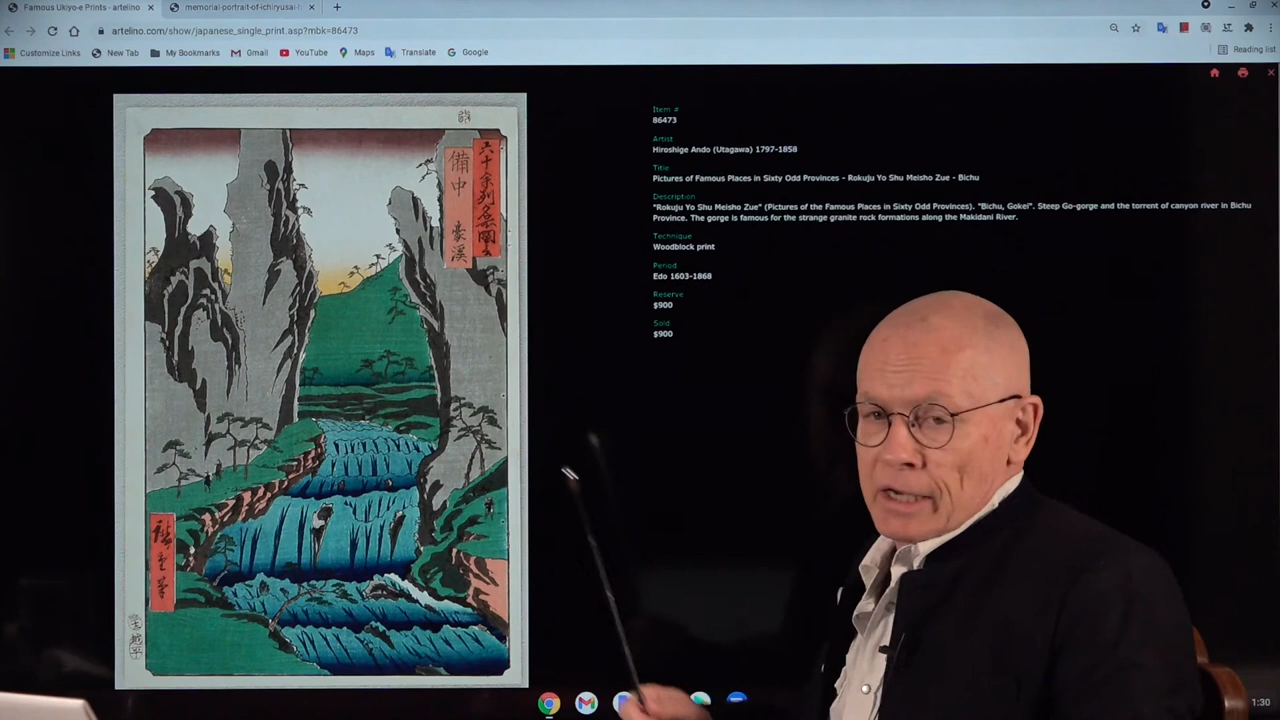 Famous Ukiyo-e Prints - artelino
memorial-portrait-of-ichiryusai-h
artelino.com/show/japanese_single_print.asp?mbk=86473
Customize Links
New Tab
My Bookmarks
Gmail
YouTube
Maps
Translate
Google
Reading list
Item #
86473
Artist
Hiroshige Ando (Utagawa) 1797-1858
Title
Pictures of Famous Places in Sixty Odd Provinces - Rokuju Yo Shu Meisho Zue - Bichu
Description
"Rokuju Yo Shu Meisho Zue" (Pictures of the Famous Places in Sixty Odd Provinces). "Bichu, Gokei". Steep Go-gorge and the torrent of canyon river in Bichu
Province. The gorge is famous for the strange granite rock formations along the Makidani River.
Technique
Woodblock print
Period
Edo 1603-1868
Reserve
$900
Sold
$900
六十余州名所圖会
備中
豪渓
廣重筆
1:30